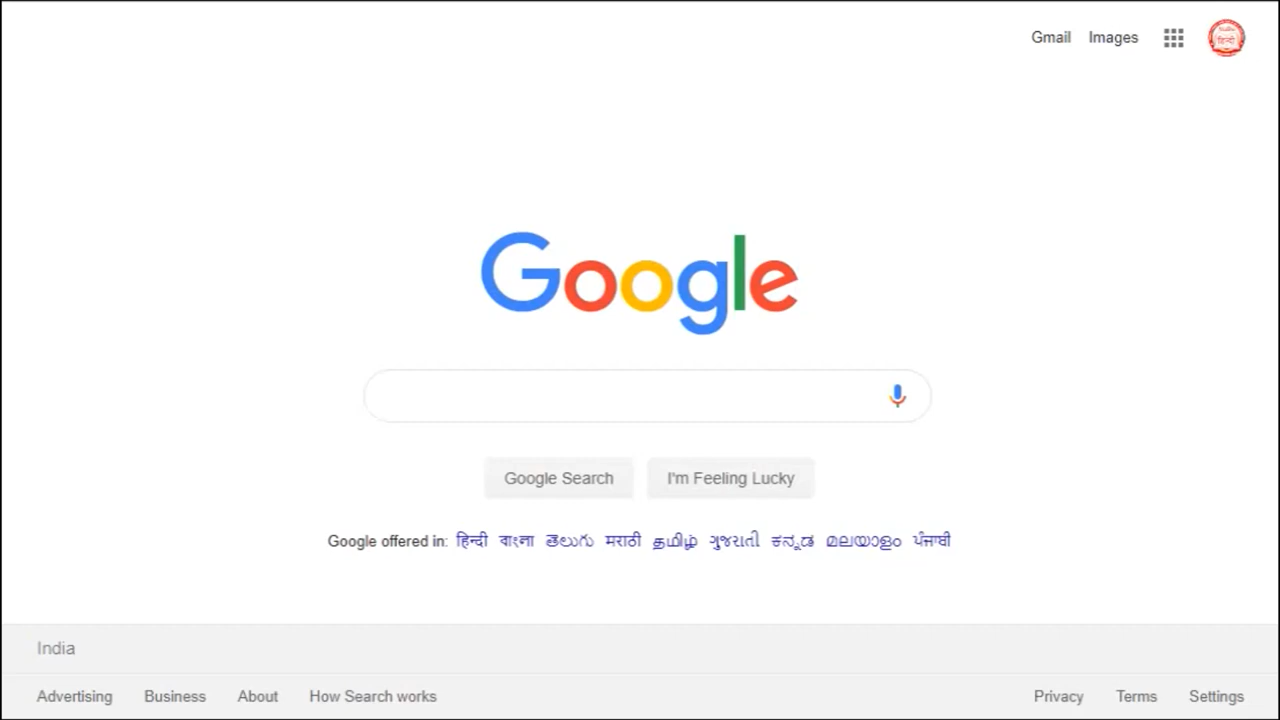 Gmail Images
हिन्दी
Google
Google Search I'm Feeling Lucky
Google offered in: हिन्दी বাংলা తెలుగు मराठी தமிழ் ગુજરાતી ಕನ್ನಡ മലയാളം ਪੰਜਾਬੀ
India
Advertising Business About How Search works Privacy Terms Settings